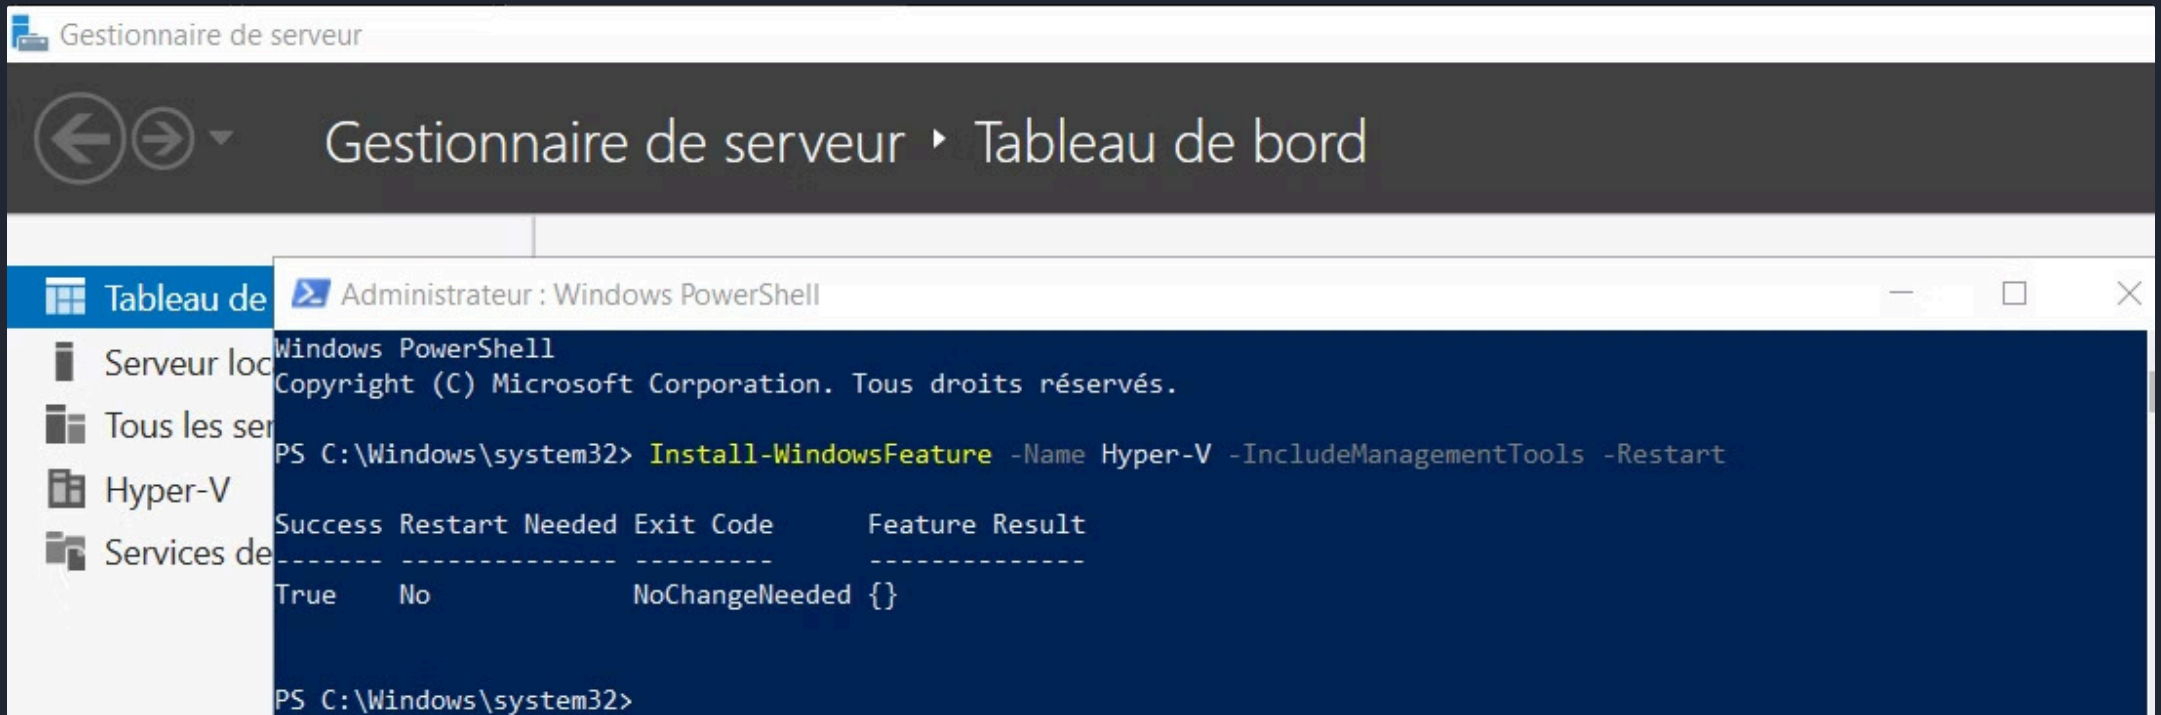 Gestionnaire de serveur
Gestionnaire de serveur ‣ Tableau de bord
Tableau de
Serveur loc
Tous les ser
Hyper-V
Services de
Administrateur : Windows PowerShell
Windows PowerShell
Copyright (C) Microsoft Corporation. Tous droits réservés.
PS C:\Windows\system32> Install-WindowsFeature -Name Hyper-V -IncludeManagementTools -Restart
Success Restart Needed Exit Code      Feature Result
------- -------------- ---------      --------------
True    No             NoChangeNeeded {}
PS C:\Windows\system32>